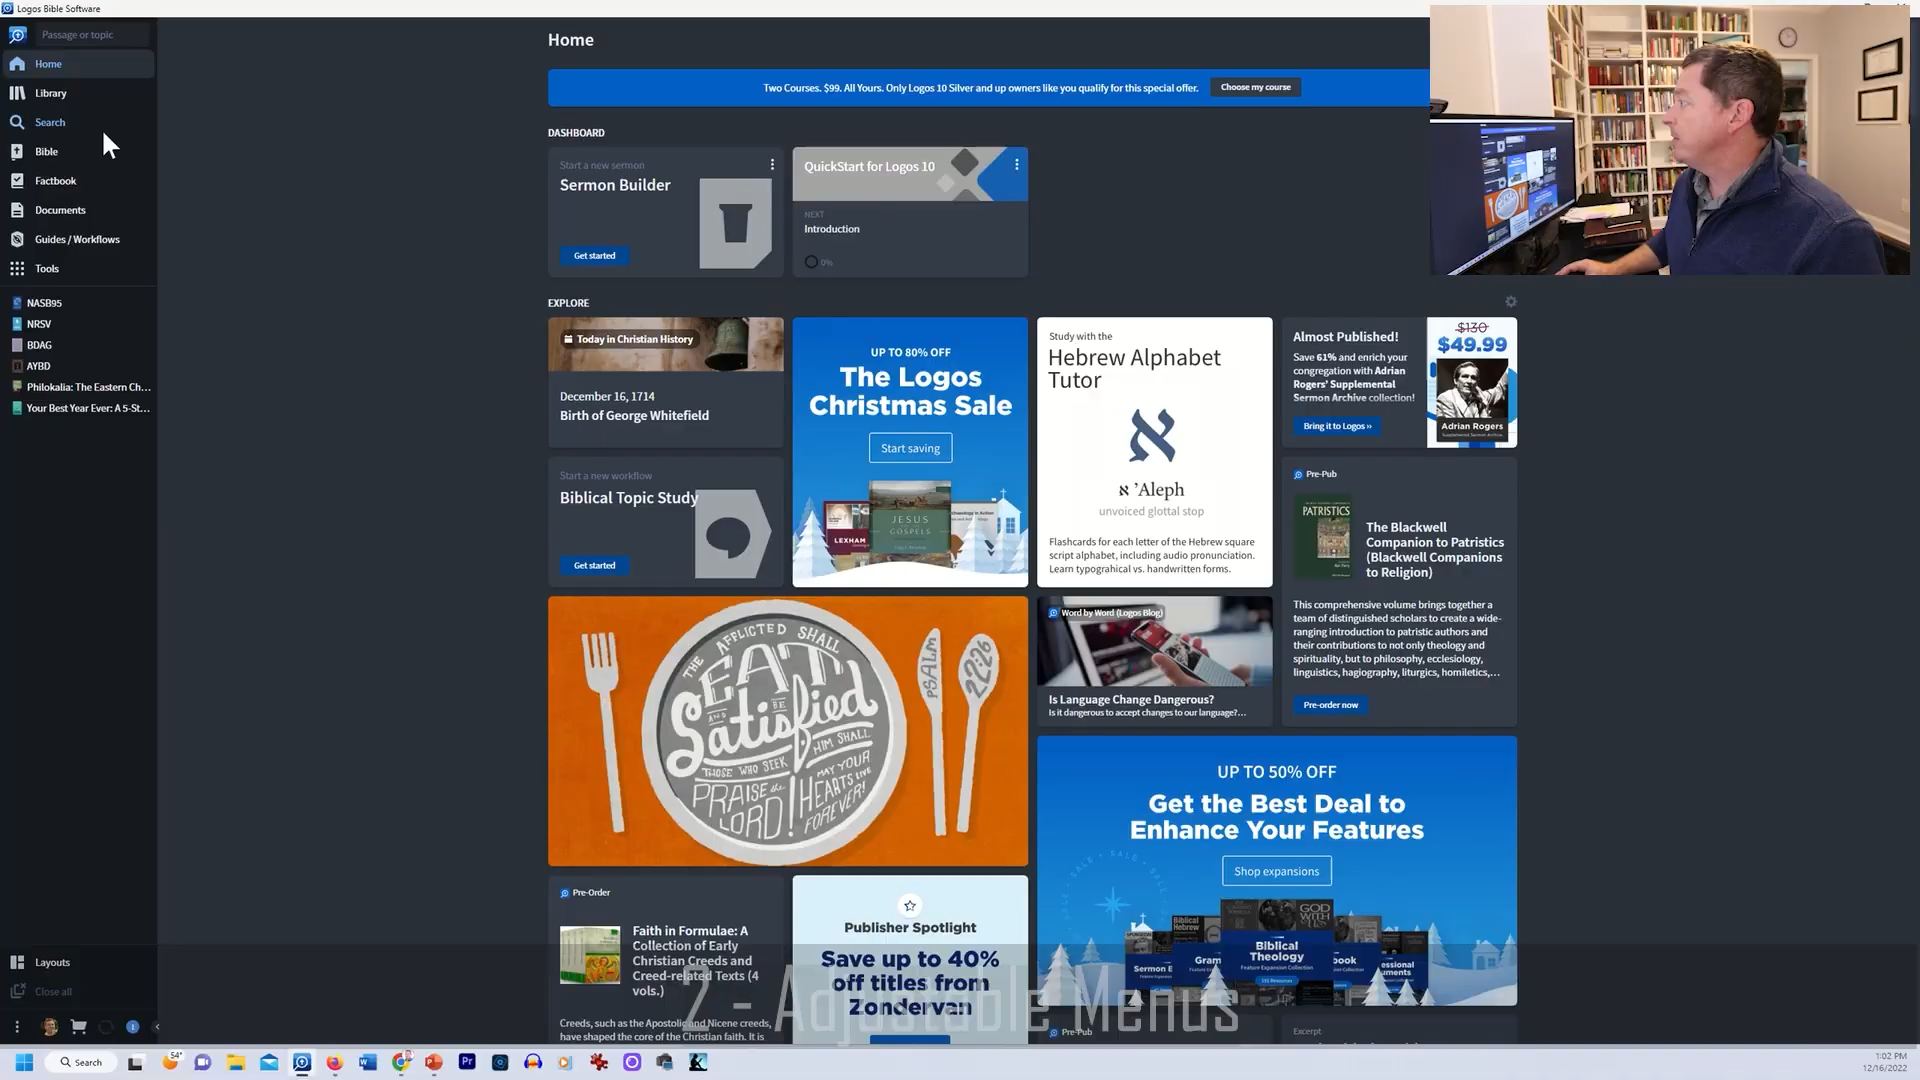 Logos Bible Software
Passage or topic
Home
Library
Search
Bible
Factbook
Documents
Guides / Workflows
Tools
NASB95
NRSV
BDAG
AYBD
Philokalia: The Eastern Ch...
Your Best Year Ever: A 5-St...
Layouts
Close all
Home
Two Courses. $99. All Yours. Only Logos 10 Silver and up owners like you qualify for this special offer.
Choose my course
DASHBOARD
Start a new sermon
Sermon Builder
Get started
QuickStart for Logos 10
NEXT
Introduction
0%
EXPLORE
Today in Christian History
December 16, 1714
Birth of George Whitefield
Start a new workflow
Biblical Topic Study
Get started
UP TO 80% OFF
The Logos
Christmas Sale
Start saving
LEXHAM
JESUS
GOSPELS
Study with the
Hebrew Alphabet
Tutor
א
א ’Aleph
unvoiced glottal stop
Flashcards for each letter of the Hebrew square
script alphabet, including audio pronunciation.
Learn typograhical vs. handwritten forms.
Almost Published!
Save 61% and enrich your
congregation with Adrian
Rogers’ Supplemental
Sermon Archive collection!
Bring it to Logos »
$130
$49.99
Adrian Rogers
Pre-Pub
PATRISTICS
The Blackwell
Companion to Patristics
(Blackwell Companions
to Religion)
This comprehensive volume brings together a
team of distinguished scholars to create a wide-
ranging introduction to patristic authors and
their contributions to not only theology and
spirituality, but to philosophy, ecclesiology,
linguistics, hagiography, liturgics, homiletics,...
Pre-order now
THE AFFLICTED SHALL
EAT
AND BE
Satisfied
THOSE WHO SEEK HIM SHALL
PRAISE the LORD!
MAY YOUR HEARTS LIVE FOREVER!
PSALM
22:26
Word by Word (Logos Blog)
Is Language Change Dangerous?
Is it dangerous to accept changes to our language?...
UP TO 50% OFF
Get the Best Deal to
Enhance Your Features
Shop expansions
SALE
GOD
WITH
US
Biblical
Theology
Feature Expansion Collection
Pre-Order
Faith in Formulae: A
Collection of Early
Christian Creeds and
Creed-related Texts (4
vols.)
Creeds, such as the Apostolic and Nicene creeds,
have shaped the core of the Christian faith. It is
Publisher Spotlight
Save up to 40%
off titles from
Zondervan
Pre-Pub
Excerpt
2 - Adjustable Menus
Search
54°
1:02 PM
12/16/2022